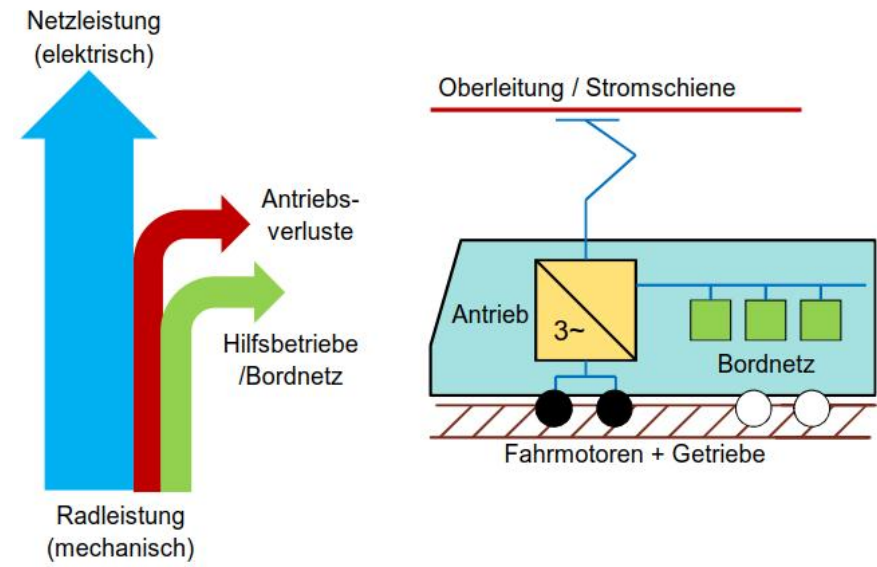 Netzleistung
(elektrisch)
Antriebs-
verluste
Hilfsbetriebe
/Bordnetz
Radleistung
(mechanisch)
Oberleitung / Stromschiene
Antrieb
3~
Bordnetz
Fahrmotoren + Getriebe